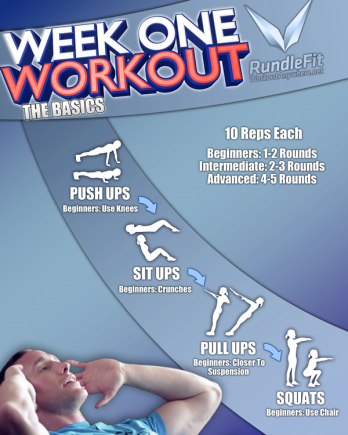 WEEK ONE
WORKOUT
THE BASICS
RundleFit
WorkoutAnywhere.net
10 Reps Each
Beginners: 1-2 Rounds
Intermediate: 2-3 Rounds
Advanced: 4-5 Rounds
PUSH UPS
Beginners: Use Knees
SIT UPS
Beginners: Crunches
PULL UPS
Beginners: Closer To
Suspension
SQUATS
Beginners: Use Chair